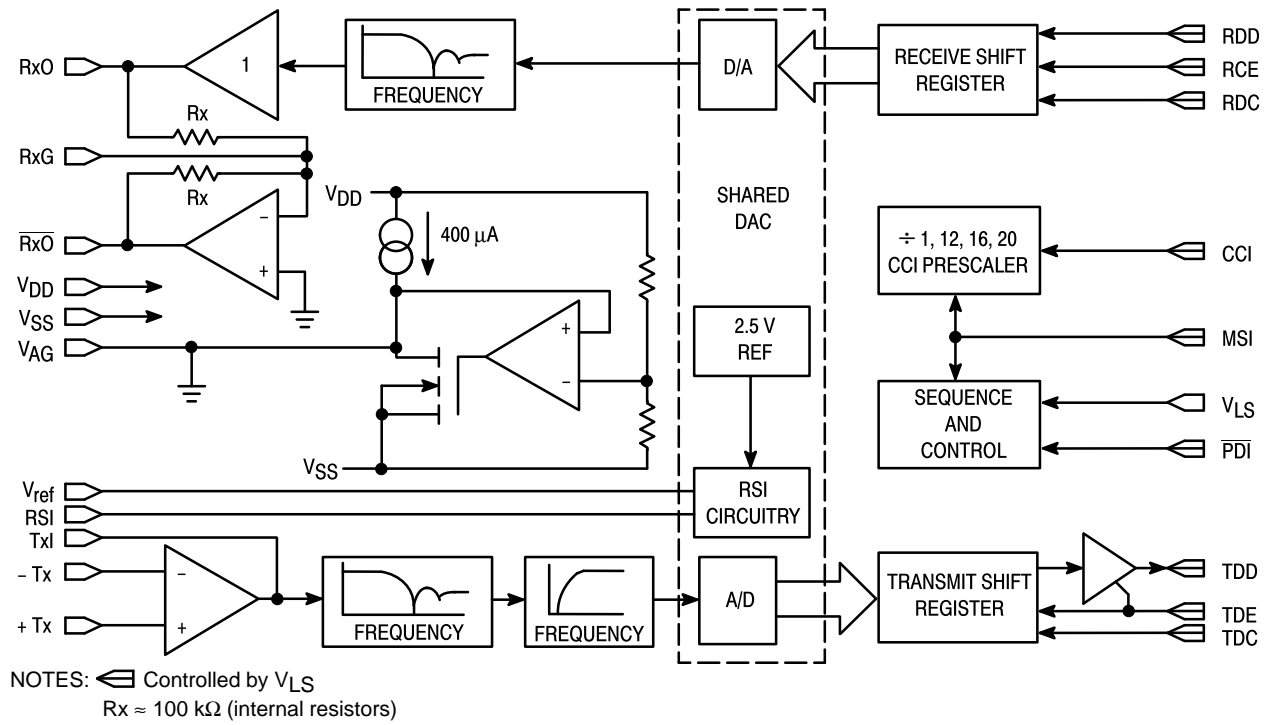 RxO
1
FREQUENCY
D/A
RECEIVE SHIFT
REGISTER
RDD
RCE
RDC
Rx
RxG
Rx
RxO
VDD
VSS
VAG
VDD
400 μA
SHARED
DAC
÷ 1, 12, 16, 20
CCI PRESCALER
CCI
MSI
2.5 V
REF
SEQUENCE
AND
CONTROL
VLS
PDI
VSS
Vref
RSI
TxI
RSI
CIRCUITRY
– Tx
+ Tx
FREQUENCY
FREQUENCY
A/D
TRANSMIT SHIFT
REGISTER
TDD
TDE
TDC
NOTES: Controlled by VLS
Rx ≈ 100 kΩ (internal resistors)